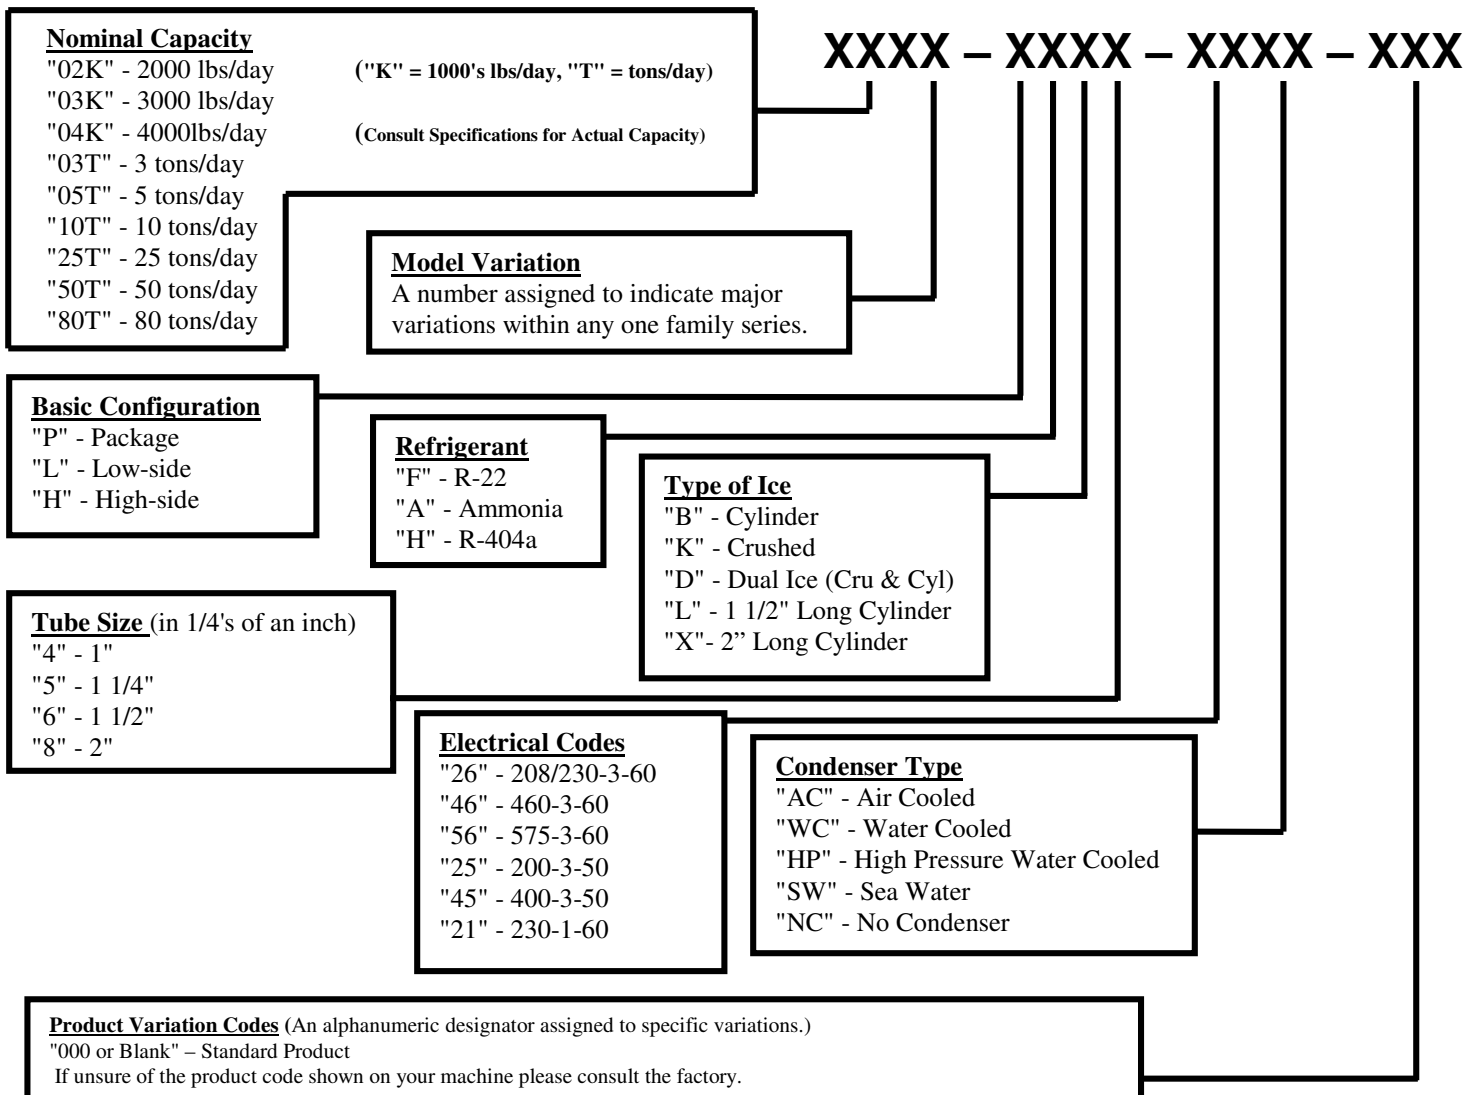 XXXX – XXXX – XXXX – XXX
Nominal Capacity
"02K" - 2000 lbs/day ("K" = 1000's lbs/day, "T" = tons/day)
"03K" - 3000 lbs/day
"04K" - 4000lbs/day (Consult Specifications for Actual Capacity)
"03T" - 3 tons/day
"05T" - 5 tons/day
"10T" - 10 tons/day
"25T" - 25 tons/day
"50T" - 50 tons/day
"80T" - 80 tons/day
Model Variation
A number assigned to indicate major
variations within any one family series.
Basic Configuration
"P" - Package
"L" - Low-side
"H" - High-side
Refrigerant
"F" - R-22
"A" - Ammonia
"H" - R-404a
Type of Ice
"B" - Cylinder
"K" - Crushed
"D" - Dual Ice (Cru & Cyl)
"L" - 1 1/2" Long Cylinder
"X"- 2” Long Cylinder
Tube Size (in 1/4's of an inch)
"4" - 1"
"5" - 1 1/4"
"6" - 1 1/2"
"8" - 2"
Electrical Codes
"26" - 208/230-3-60
"46" - 460-3-60
"56" - 575-3-60
"25" - 200-3-50
"45" - 400-3-50
"21" - 230-1-60
Condenser Type
"AC" - Air Cooled
"WC" - Water Cooled
"HP" - High Pressure Water Cooled
"SW" - Sea Water
"NC" - No Condenser
Product Variation Codes (An alphanumeric designator assigned to specific variations.)
"000 or Blank" – Standard Product
If unsure of the product code shown on your machine please consult the factory.